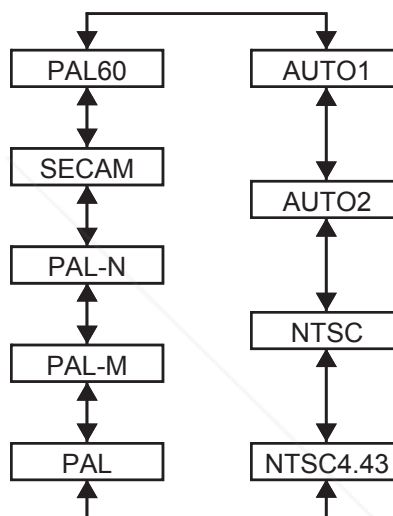 PAL60
SECAM
PAL-N
PAL-M
PAL
AUTO1
AUTO2
NTSC
NTSC4.43